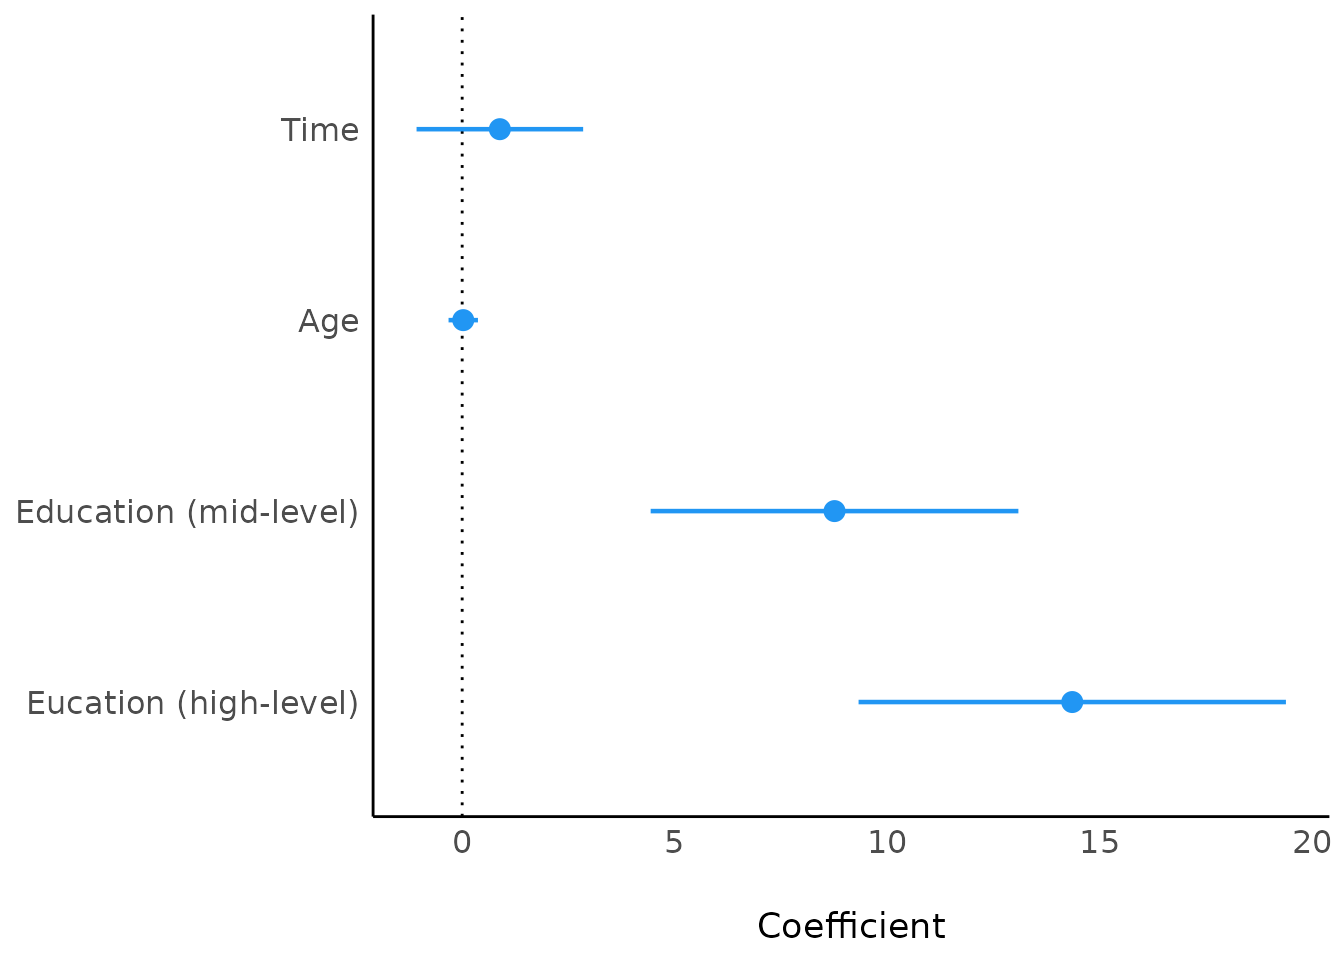 Time
Age
Education (mid-level)
Eucation (high-level)
0 5 10 15 20
Coefficient